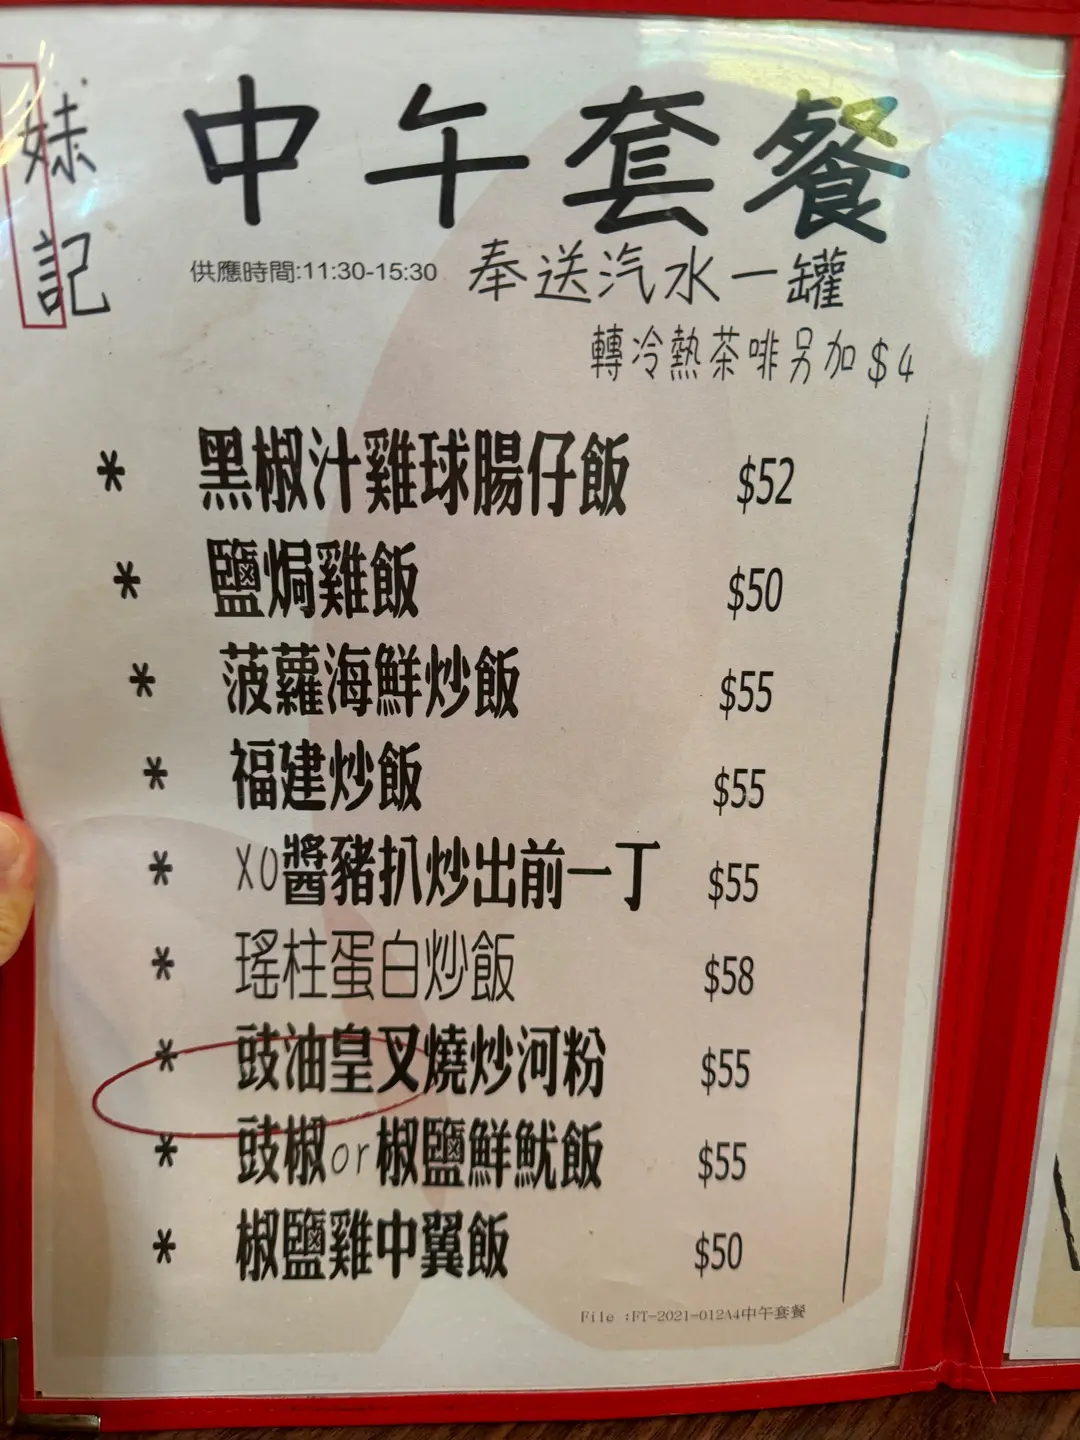 妹記
中午套餐
供應時間:11:30-15:30 奉送汽水一罐
轉冷熱茶啡另加$4
* 黑椒汁雞球腸仔飯 $52
* 鹽焗雞飯 $50
* 菠蘿海鮮炒飯 $55
* 福建炒飯 $55
* XO醬豬扒炒出前一丁 $55
* 瑤柱蛋白炒飯 $58
* 豉油皇叉燒炒河粉 $55
* 豉椒or椒鹽鮮魷飯 $55
* 椒鹽雞中翼飯 $50
File :FT-2021-012A4中午套餐